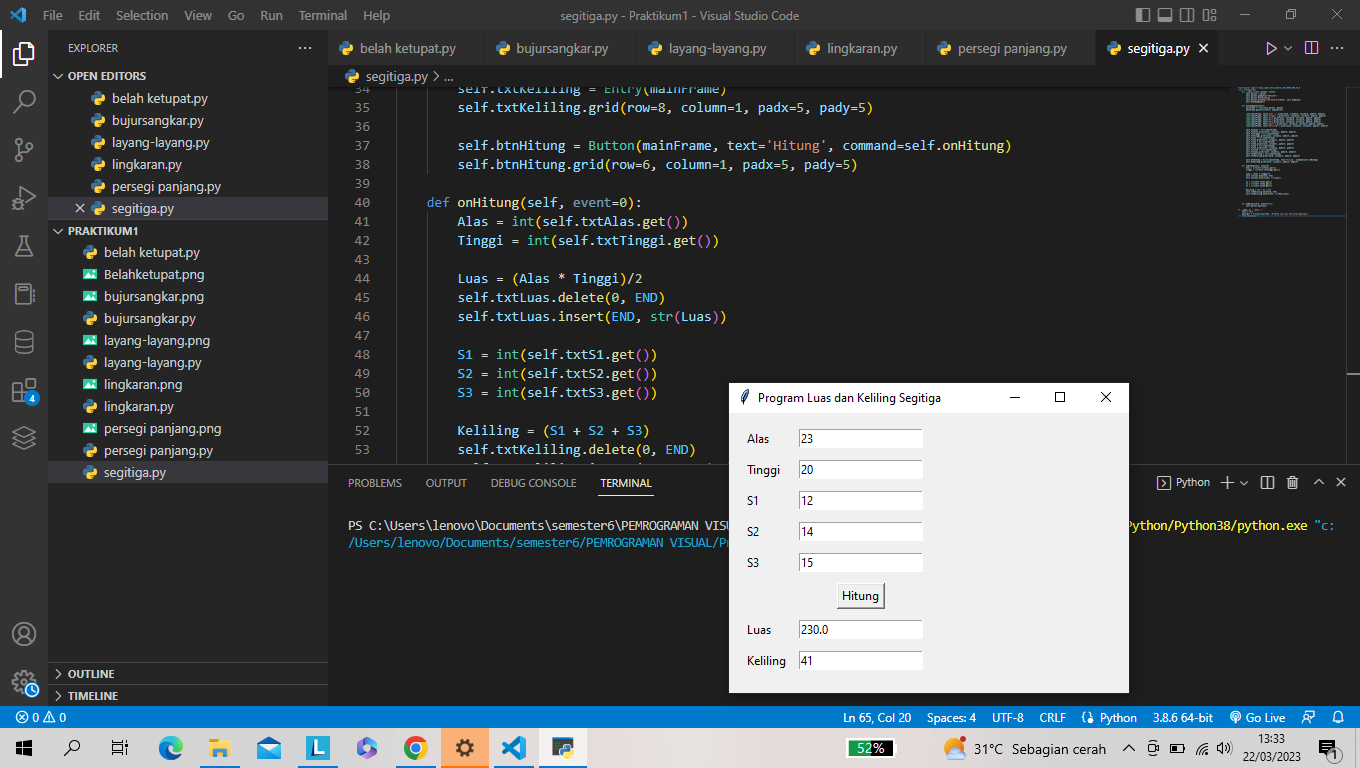 File Edit Selection View Go Run Terminal Help segitiga.py - Praktikum1 - Visual Studio Code
EXPLORER
OPEN EDITORS
belah ketupat.py
bujursangkar.py
layang-layang.py
lingkaran.py
persegi panjang.py
segitiga.py
PRAKTIKUM1
belah ketupat.py
Belahketupat.png
bujursangkar.png
bujursangkar.py
layang-layang.png
layang-layang.py
lingkaran.png
lingkaran.py
persegi panjang.png
persegi panjang.py
segitiga.py
OUTLINE
TIMELINE
4
belah ketupat.py bujursangkar.py layang-layang.py lingkaran.py persegi panjang.py segitiga.py
segitiga.py > ...
34 self.txtKeliling = Entry(mainFrame)
35 self.txtKeliling.grid(row=8, column=1, padx=5, pady=5)
36
37 self.btnHitung = Button(mainFrame, text='Hitung', command=self.onHitung)
38 self.btnHitung.grid(row=6, column=1, padx=5, pady=5)
39
40 def onHitung(self, event=0):
41 Alas = int(self.txtAlas.get())
42 Tinggi = int(self.txtTinggi.get())
43
44 Luas = (Alas * Tinggi)/2
45 self.txtLuas.delete(0, END)
46 self.txtLuas.insert(END, str(Luas))
47
48 S1 = int(self.txtS1.get())
49 S2 = int(self.txtS2.get())
50 S3 = int(self.txtS3.get())
51
52 Keliling = (S1 + S2 + S3)
53 self.txtKeliling.delete(0, END)
PROBLEMS OUTPUT DEBUG CONSOLE TERMINAL Python
PS C:\Users\lenovo\Documents\semester6\PEMROGRAMAN Python/Python38/python.exe "c:
/Users/lenovo/Documents/semester6/PEMROGRAMAN VISUAL/
Program Luas dan Keliling Segitiga
Alas 23
Tinggi 20
S1 12
S2 14
S3 15
Hitung
Luas 230.0
Keliling 41
0 0 Ln 65, Col 20 Spaces: 4 UTF-8 CRLF Python 3.8.6 64-bit Go Live
52% 31°C Sebagian cerah 13:33
22/03/2023 1